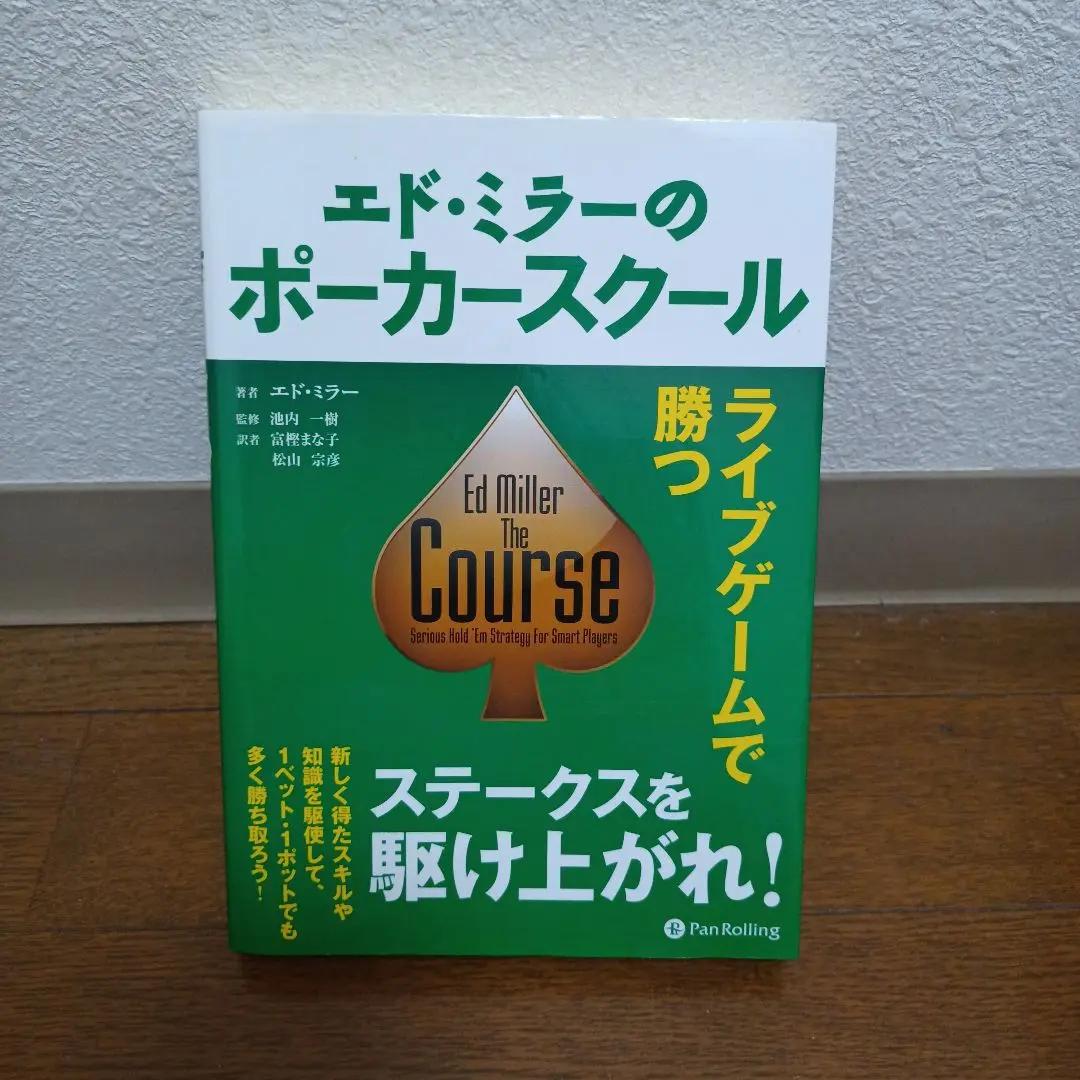 エド・ミラーの
ポーカースクール
著者 エド・ミラー
監修 池内 一樹
訳者 富樫まな子
松山 宗彦
ライブゲームで
勝つ
Ed Miller
The
Course
Serious Hold 'Em Strategy For Smart Players
新しく得たスキルや
知識を駆使して、
1ベット・1ポットでも
多く勝ち取ろう!
ステークスを
駆け上がれ!
PanRolling